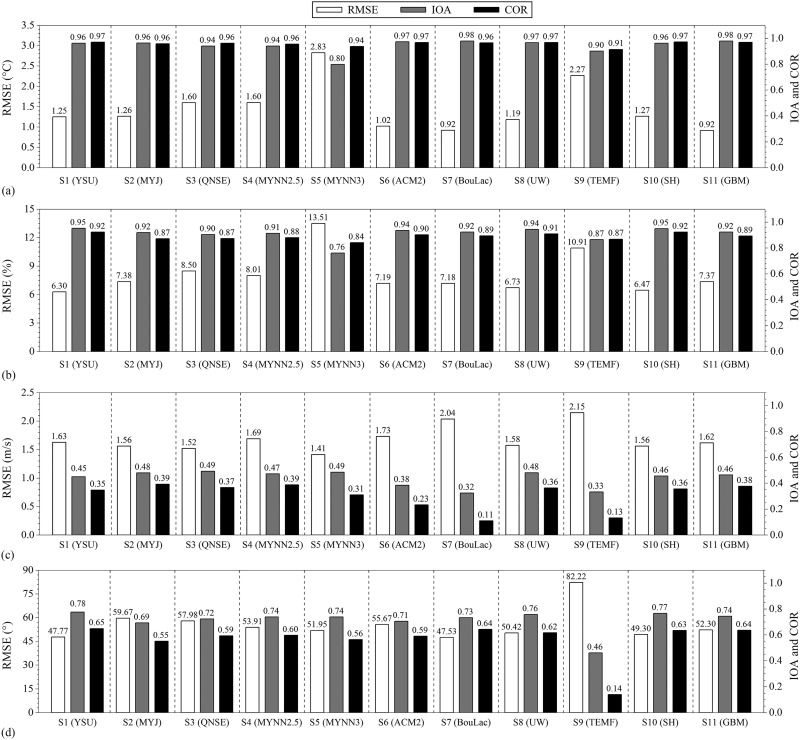 RMSE IOA COR
3.5 3.0 2.5 2.0 1.5 1.0 0.5 0.0
RMSE (°C)
1.25 0.96 0.97 1.26 0.96 0.96 1.60 0.94 0.96 1.60 0.94 0.96 2.83 0.80 0.94 1.02 0.97 0.97 0.92 0.98 0.96 1.19 0.97 0.97 2.27 0.90 0.91 1.27 0.96 0.97 0.92 0.98 0.97
1.0 0.8 0.6 0.4 0.2 0.0
IOA and COR
S1 (YSU) S2 (MYJ) S3 (QNSE) S4 (MYNN2.5) S5 (MYNN3) S6 (ACM2) S7 (BouLac) S8 (UW) S9 (TEMF) S10 (SH) S11 (GBM)
(a)
15 12 9 6 3 0
RMSE (%)
6.30 0.95 0.92 7.38 0.92 0.87 8.50 0.90 0.87 8.01 0.91 0.88 13.51 0.76 0.84 7.19 0.94 0.90 7.18 0.92 0.89 6.73 0.94 0.91 10.91 0.87 0.87 6.47 0.95 0.92 7.37 0.92 0.89
1.0 0.8 0.6 0.4 0.2 0.0
IOA and COR
S1 (YSU) S2 (MYJ) S3 (QNSE) S4 (MYNN2.5) S5 (MYNN3) S6 (ACM2) S7 (BouLac) S8 (UW) S9 (TEMF) S10 (SH) S11 (GBM)
(b)
2.5 2.0 1.5 1.0 0.5 0.0
RMSE (m/s)
1.63 0.45 0.35 1.56 0.48 0.39 1.52 0.49 0.37 1.69 0.47 0.39 1.41 0.49 0.31 1.73 0.38 0.23 2.04 0.32 0.11 1.58 0.48 0.36 2.15 0.33 0.13 1.56 0.46 0.36 1.62 0.46 0.38
1.0 0.8 0.6 0.4 0.2 0.0
IOA and COR
S1 (YSU) S2 (MYJ) S3 (QNSE) S4 (MYNN2.5) S5 (MYNN3) S6 (ACM2) S7 (BouLac) S8 (UW) S9 (TEMF) S10 (SH) S11 (GBM)
(c)
90 75 60 45 30 15 0
RMSE (°)
47.77 0.78 0.65 59.67 0.69 0.55 57.98 0.72 0.59 53.91 0.74 0.60 51.95 0.74 0.56 55.67 0.71 0.59 47.53 0.73 0.64 50.42 0.76 0.62 82.22 0.46 0.14 49.30 0.77 0.63 52.30 0.74 0.64
1.0 0.8 0.6 0.4 0.2 0.0
IOA and COR
S1 (YSU) S2 (MYJ) S3 (QNSE) S4 (MYNN2.5) S5 (MYNN3) S6 (ACM2) S7 (BouLac) S8 (UW) S9 (TEMF) S10 (SH) S11 (GBM)
(d)